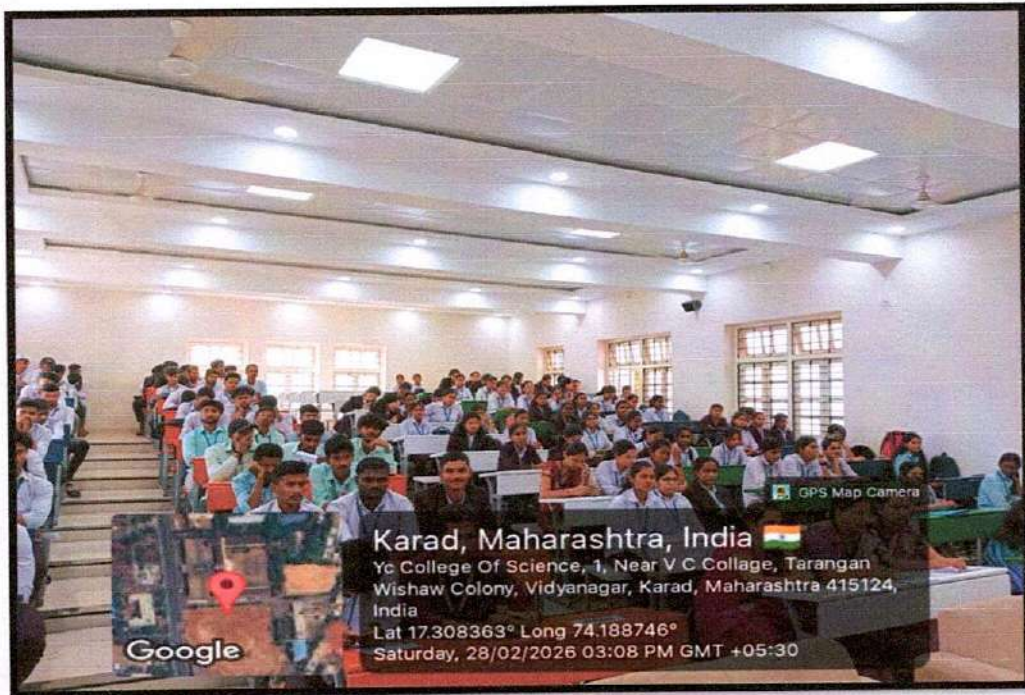 GPS Map Camera
Karad, Maharashtra, India
Yc College Of Science, 1, Near V C Collage, Tarangan
Wishaw Colony, Vidyanagar, Karad, Maharashtra 415124,
India
Lat 17.308363° Long 74.188746°
Saturday, 28/02/2026 03:08 PM GMT +05:30
Google